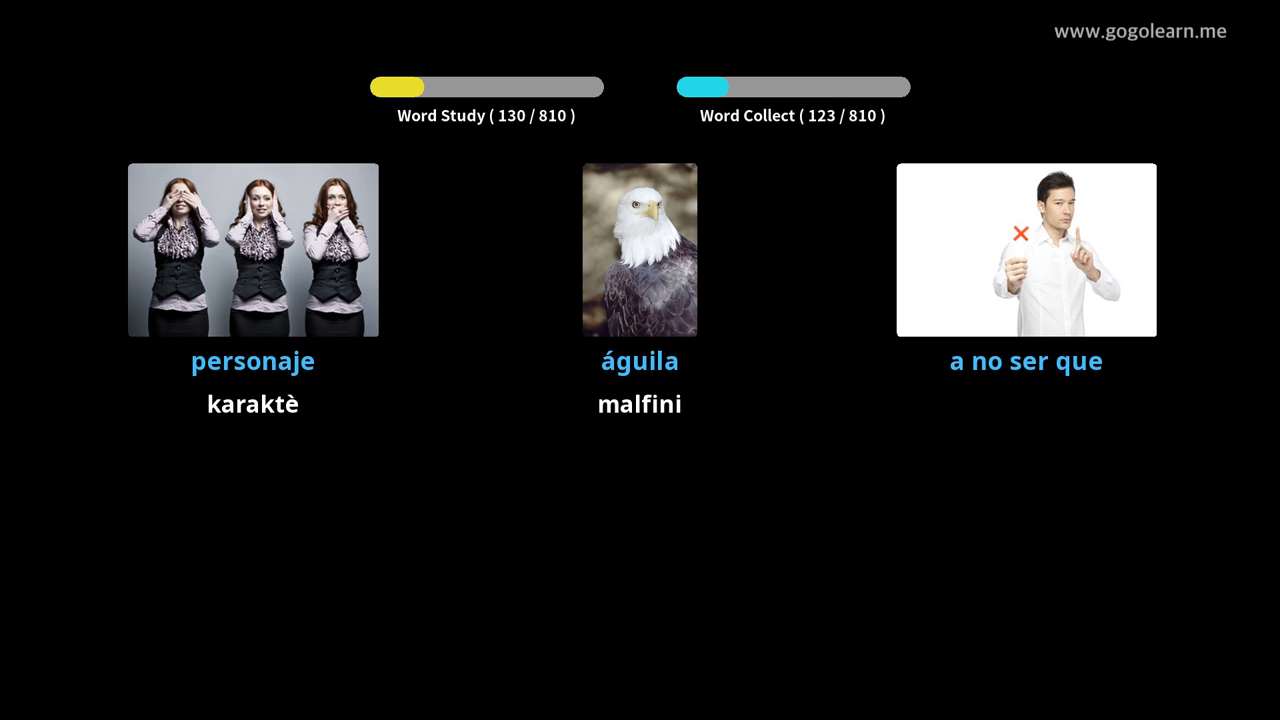 www.gogolearn.me
Word Study ( 130 / 810 )
Word Collect ( 123 / 810 )
personaje
águila
a no ser que
karaktè
malfini